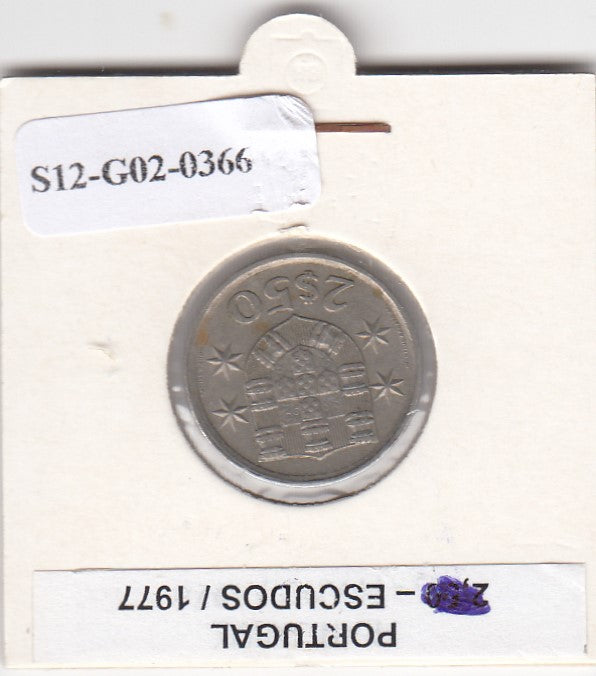 S12-G02-0366
2$50
PORTUGAL
– ESCUDOS / 1977